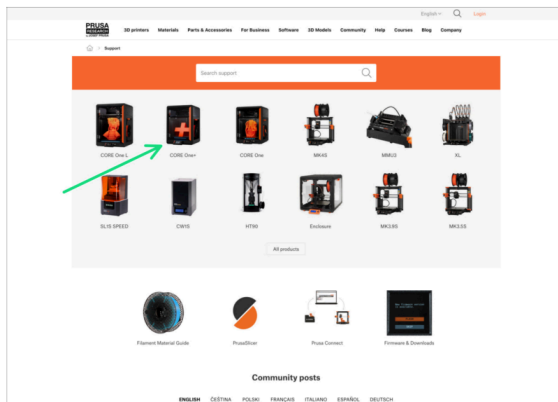 English
Login
PRUSA
RESEARCH
by JOSEF PRUSA
3D printers Materials Parts & Accessories For Business Software 3D Models Community Help Courses Blog Company
Support
Search support
CORE One L CORE One+ CORE One MK4S MMU3 XL
SL1S SPEED CW1S HT90 Enclosure MK3.9S MK3.5S
All products
Filament Material Guide PrusaSlicer Prusa Connect Firmware & Downloads
Community posts
ENGLISH ČEŠTINA POLSKI FRANÇAIS ITALIANO ESPAÑOL DEUTSCH